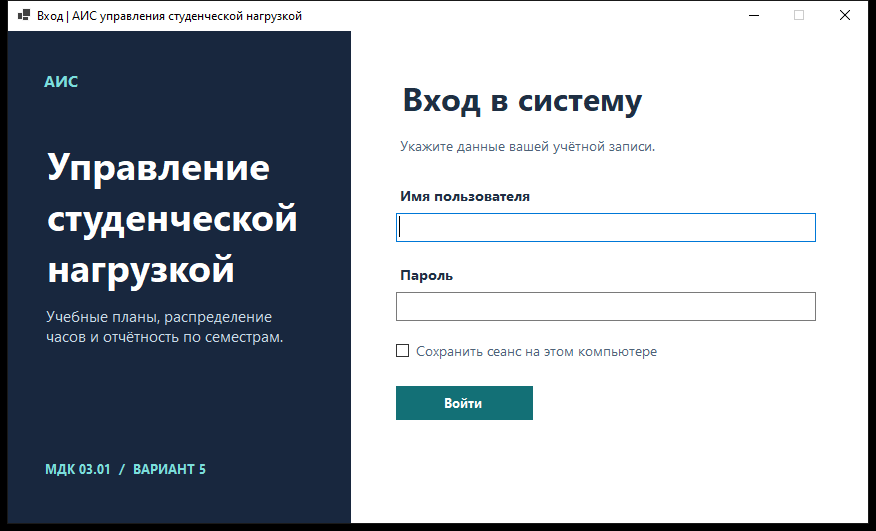 Вход | АИС управления студенческой нагрузкой
АИС
Управление
студенческой
нагрузкой
Учебные планы, распределение
часов и отчётность по семестрам.
МДК 03.01 / ВАРИАНТ 5
Вход в систему
Укажите данные вашей учётной записи.
Имя пользователя
Пароль
Сохранить сеанс на этом компьютере
Войти